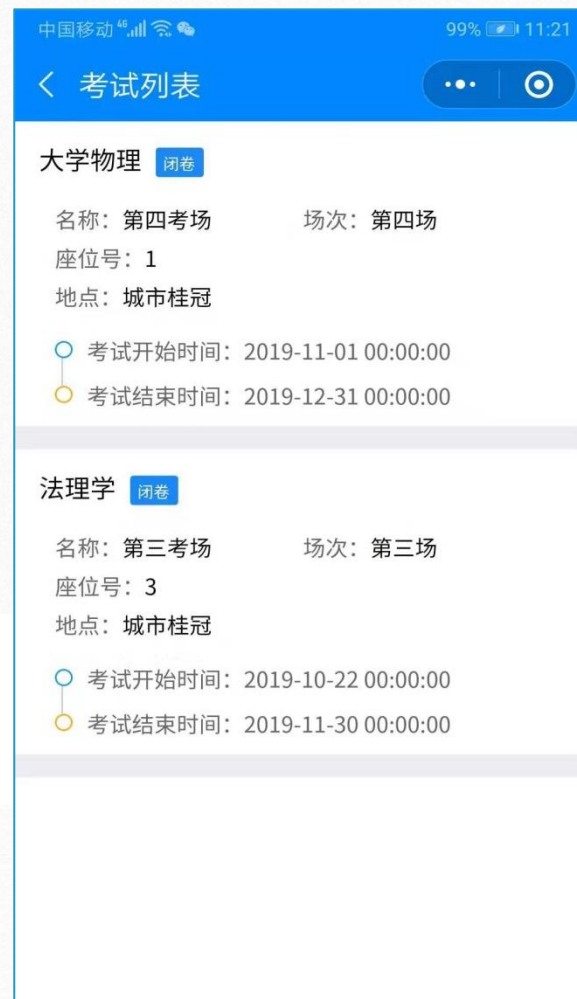 中国移动 46 99% 11:21
考试列表
大学物理 闭卷
名称：第四考场 场次：第四场
座位号：1
地点：城市桂冠
考试开始时间：2019-11-01 00:00:00
考试结束时间：2019-12-31 00:00:00
法理学 闭卷
名称：第三考场 场次：第三场
座位号：3
地点：城市桂冠
考试开始时间：2019-10-22 00:00:00
考试结束时间：2019-11-30 00:00:00